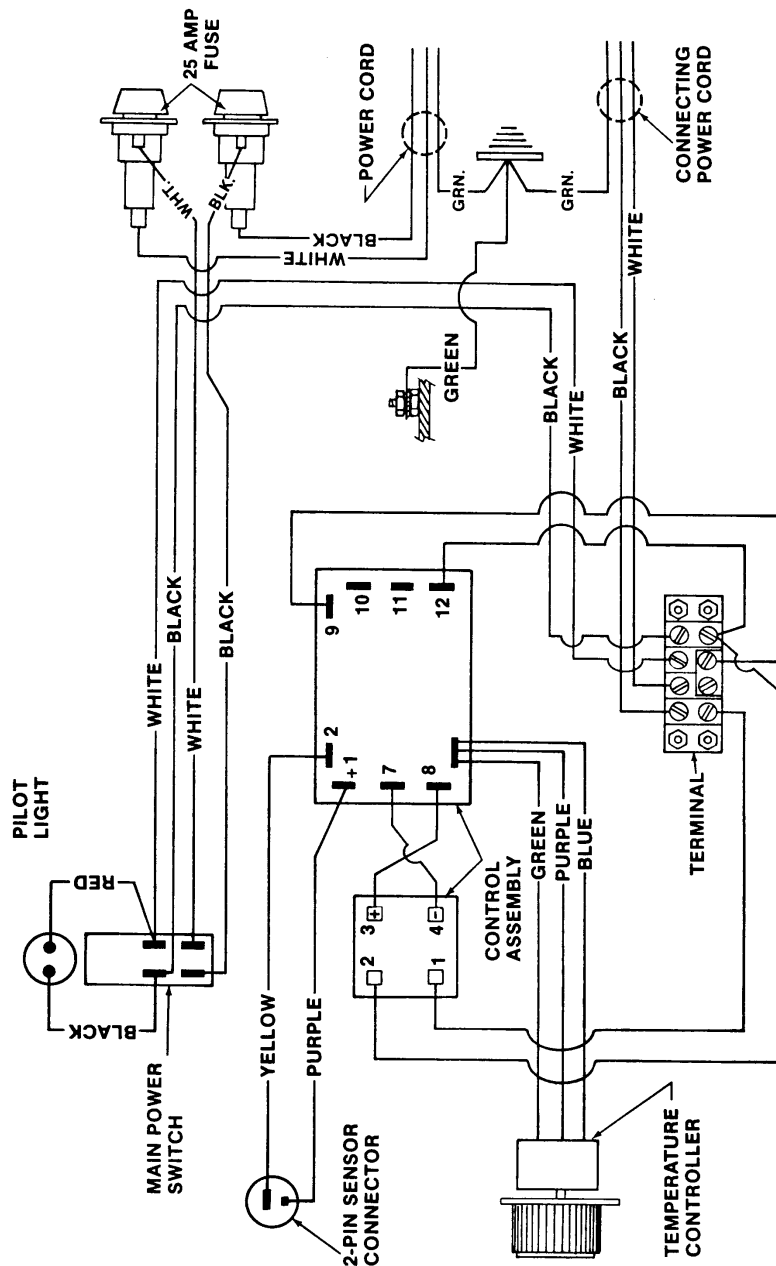 PILOT
LIGHT
RED
BLACK
MAIN POWER
SWITCH
WHITE
BLACK
WHITE
BLACK
25 AMP
FUSE
WHT.
BLK.
BLACK
WHITE
POWER CORD
GRN.
GRN.
CONNECTING
POWER CORD
GREEN
BLACK
WHITE
BLACK
WHITE
YELLOW
PURPLE
2-PIN SENSOR
CONNECTOR
2
+1
7
8
9
10
11
12
3
+
4
-
2
1
CONTROL
ASSEMBLY
GREEN
PURPLE
BLUE
TERMINAL
TEMPERATURE
CONTROLLER